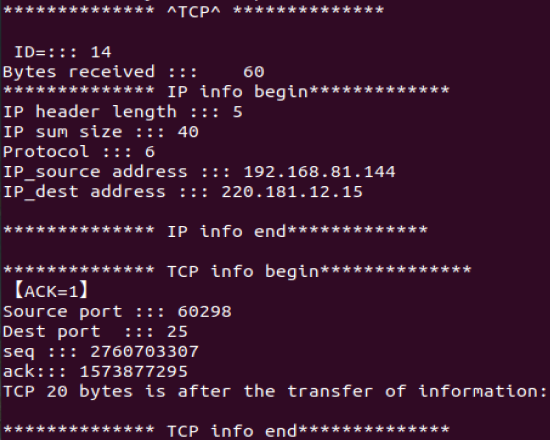 ************** ^TCP^ **************
ID=::: 14
Bytes received :::    60
************** IP info begin*************
IP header length ::: 5
IP sum size ::: 40
Protocol ::: 6
IP_source address ::: 192.168.81.144
IP_dest address ::: 220.181.12.15
************** IP info end*************
************** TCP info begin**************
【ACK=1】
Source port ::: 60298
Dest port  ::: 25
seq ::: 2760703307
ack::: 1573877295
TCP 20 bytes is after the transfer of information:
************** TCP info end**************